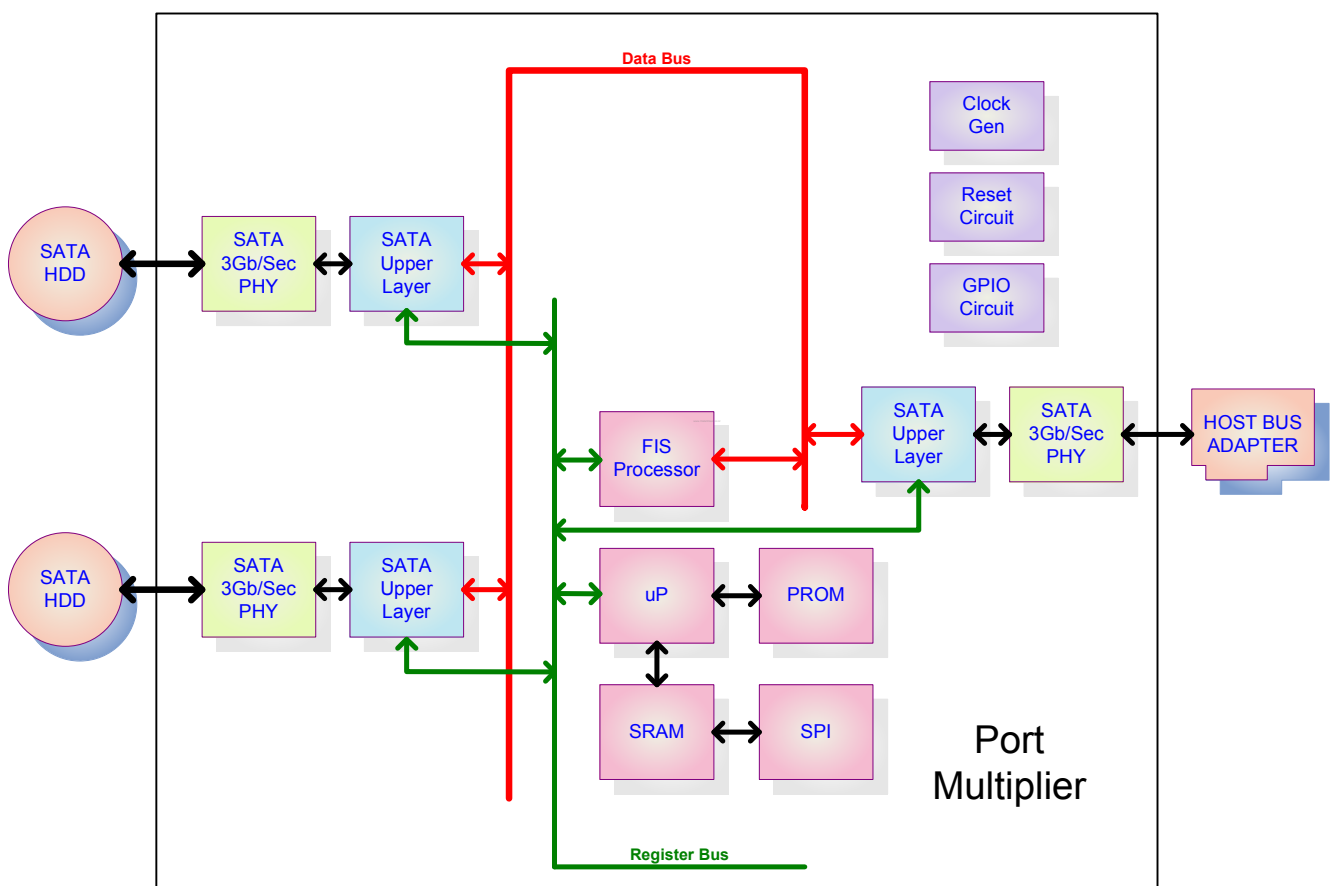 Data Bus
Clock
Gen
Reset
Circuit
GPIO
Circuit
SATA
HDD
SATA
3Gb/Sec
PHY
SATA
Upper
Layer
FIS
Processor
SATA
Upper
Layer
SATA
3Gb/Sec
PHY
HOST BUS
ADAPTER
SATA
HDD
SATA
3Gb/Sec
PHY
SATA
Upper
Layer
uP
PROM
SRAM
SPI
Port
Multiplier
Register Bus